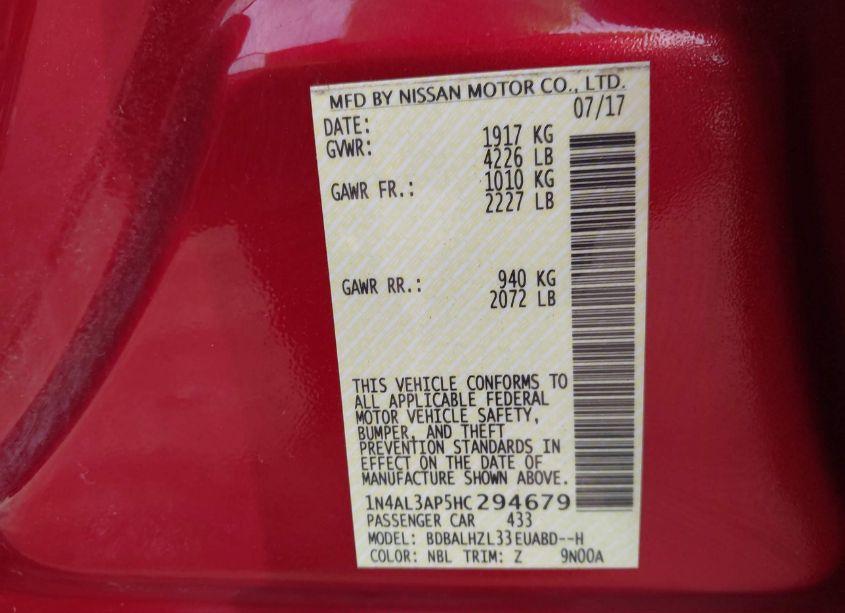 MFD BY NISSAN MOTOR CO., LTD.
DATE: 07/17
GVWR: 1917 KG
4226 LB
GAWR FR.: 1010 KG
2227 LB
GAWR RR.: 940 KG
2072 LB
THIS VEHICLE CONFORMS TO
ALL APPLICABLE FEDERAL
MOTOR VEHICLE SAFETY,
BUMPER, AND THEFT
PREVENTION STANDARDS IN
EFFECT ON THE DATE OF
MANUFACTURE SHOWN ABOVE.
1N4AL3AP5HC294679
PASSENGER CAR 433
MODEL: BDBALHZL33EUABD--H
COLOR: NBL TRIM: Z 9N00A